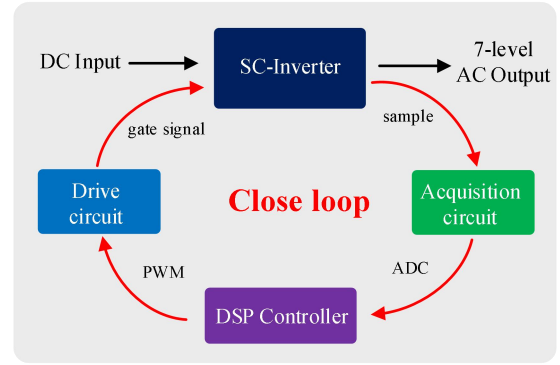 DC Input
SC-Inverter
7-level
AC Output
gate signal
sample
Drive
circuit
Close loop
Acquisition
circuit
PWM
ADC
DSP Controller